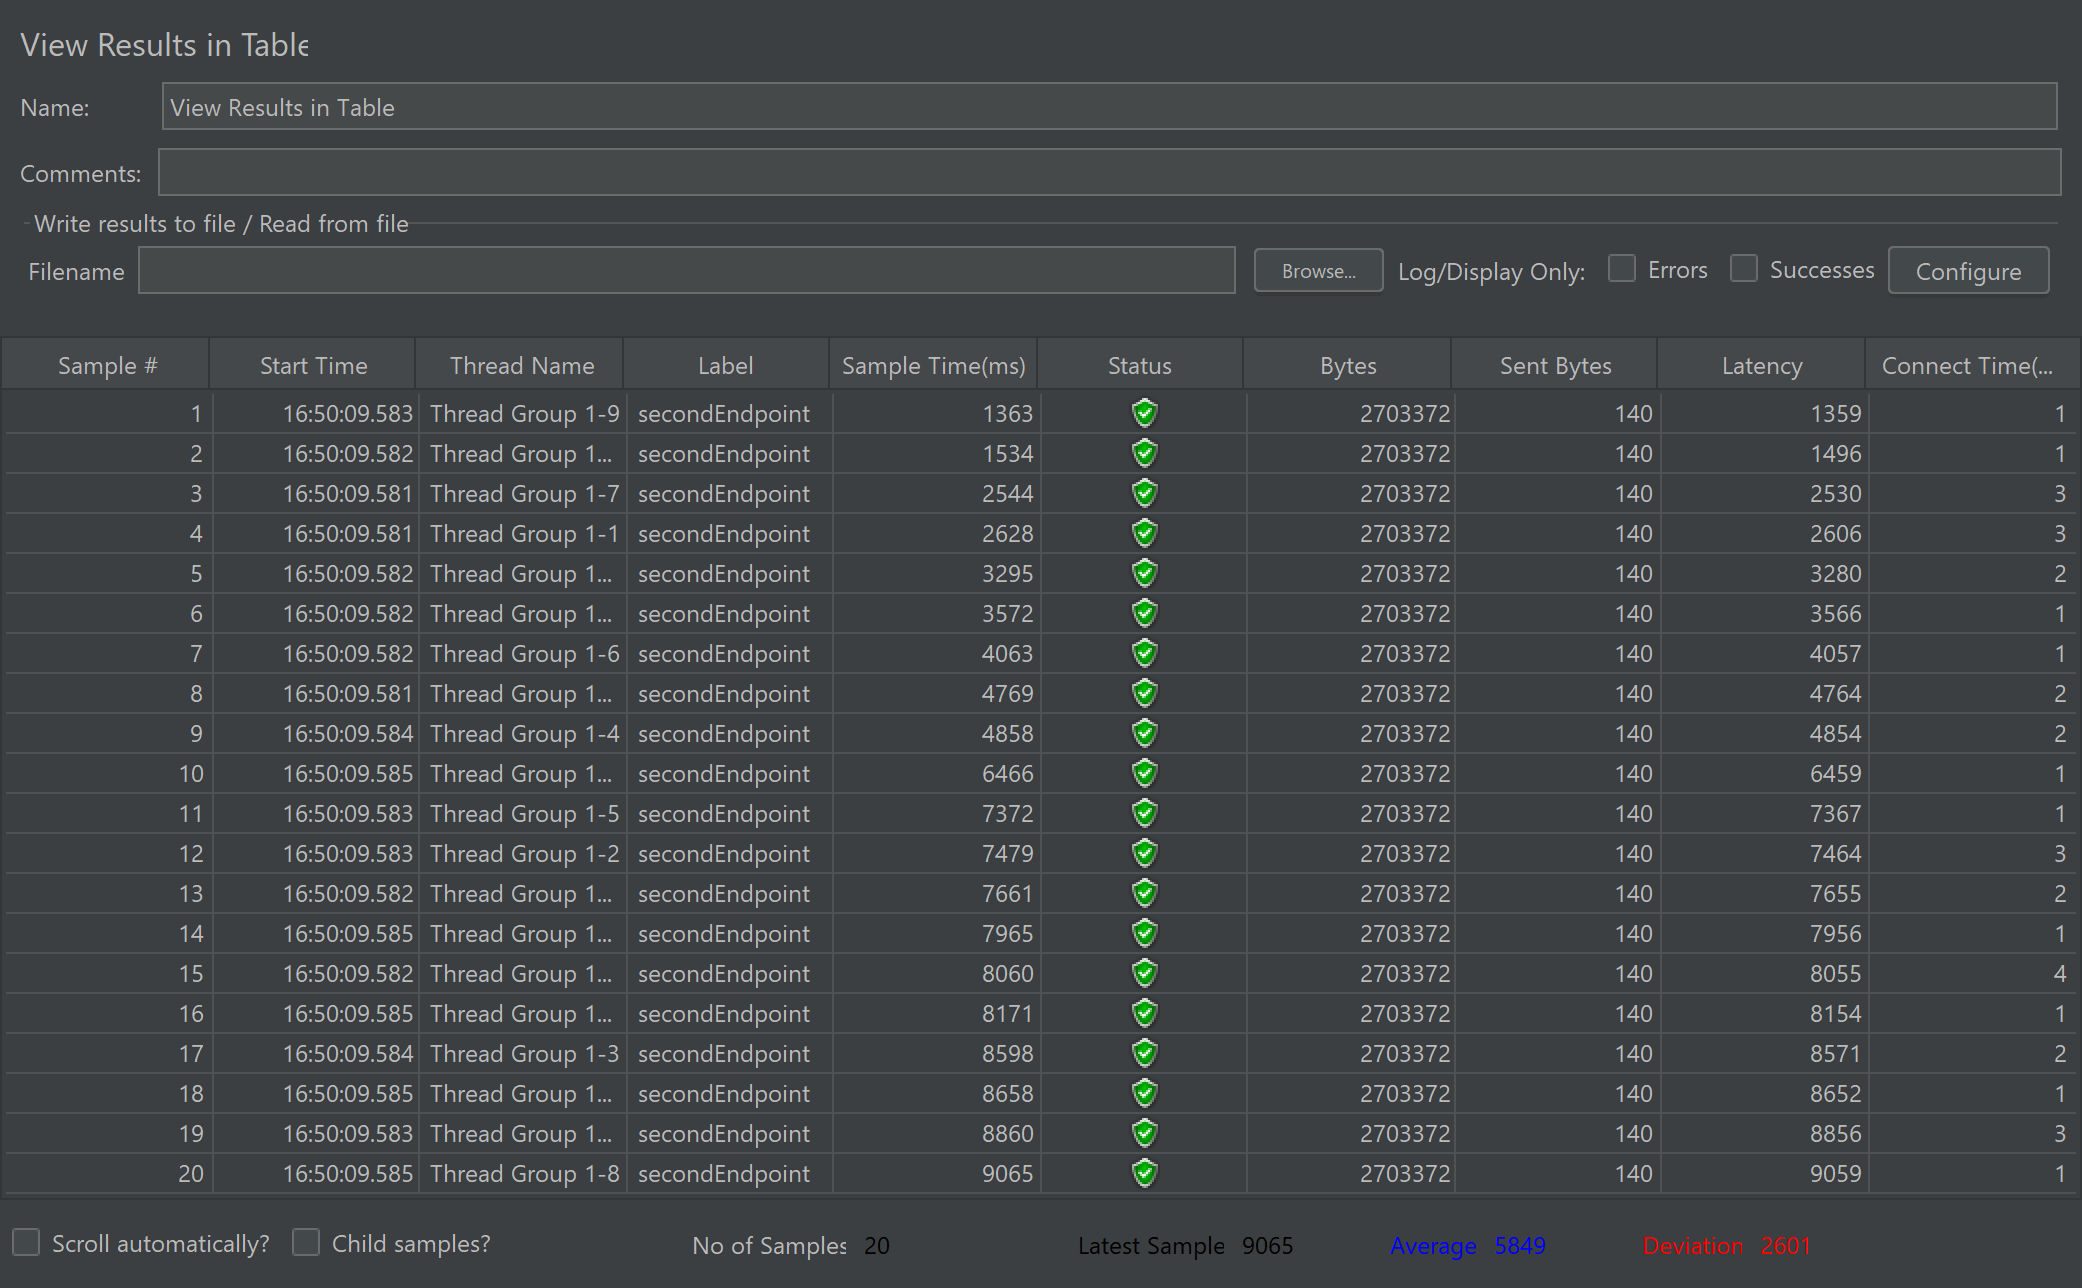 View Results in Table
Name: View Results in Table
Comments:
Write results to file / Read from file
Filename Browse... Log/Display Only: Errors Successes Configure
Sample # Start Time Thread Name Label Sample Time(ms) Status Bytes Sent Bytes Latency Connect Time(...
1 16:50:09.583 Thread Group 1-9 secondEndpoint 1363 2703372 140 1359 1
2 16:50:09.582 Thread Group 1... secondEndpoint 1534 2703372 140 1496 1
3 16:50:09.581 Thread Group 1-7 secondEndpoint 2544 2703372 140 2530 3
4 16:50:09.581 Thread Group 1-1 secondEndpoint 2628 2703372 140 2606 3
5 16:50:09.582 Thread Group 1... secondEndpoint 3295 2703372 140 3280 2
6 16:50:09.582 Thread Group 1... secondEndpoint 3572 2703372 140 3566 1
7 16:50:09.582 Thread Group 1-6 secondEndpoint 4063 2703372 140 4057 1
8 16:50:09.581 Thread Group 1... secondEndpoint 4769 2703372 140 4764 2
9 16:50:09.584 Thread Group 1-4 secondEndpoint 4858 2703372 140 4854 2
10 16:50:09.585 Thread Group 1... secondEndpoint 6466 2703372 140 6459 1
11 16:50:09.583 Thread Group 1-5 secondEndpoint 7372 2703372 140 7367 1
12 16:50:09.583 Thread Group 1-2 secondEndpoint 7479 2703372 140 7464 3
13 16:50:09.582 Thread Group 1... secondEndpoint 7661 2703372 140 7655 2
14 16:50:09.585 Thread Group 1... secondEndpoint 7965 2703372 140 7956 1
15 16:50:09.582 Thread Group 1... secondEndpoint 8060 2703372 140 8055 4
16 16:50:09.585 Thread Group 1... secondEndpoint 8171 2703372 140 8154 1
17 16:50:09.584 Thread Group 1-3 secondEndpoint 8598 2703372 140 8571 2
18 16:50:09.585 Thread Group 1... secondEndpoint 8658 2703372 140 8652 1
19 16:50:09.583 Thread Group 1... secondEndpoint 8860 2703372 140 8856 3
20 16:50:09.585 Thread Group 1-8 secondEndpoint 9065 2703372 140 9059 1
Scroll automatically? Child samples? No of Samples 20 Latest Sample 9065 Average 5849 Deviation 2601